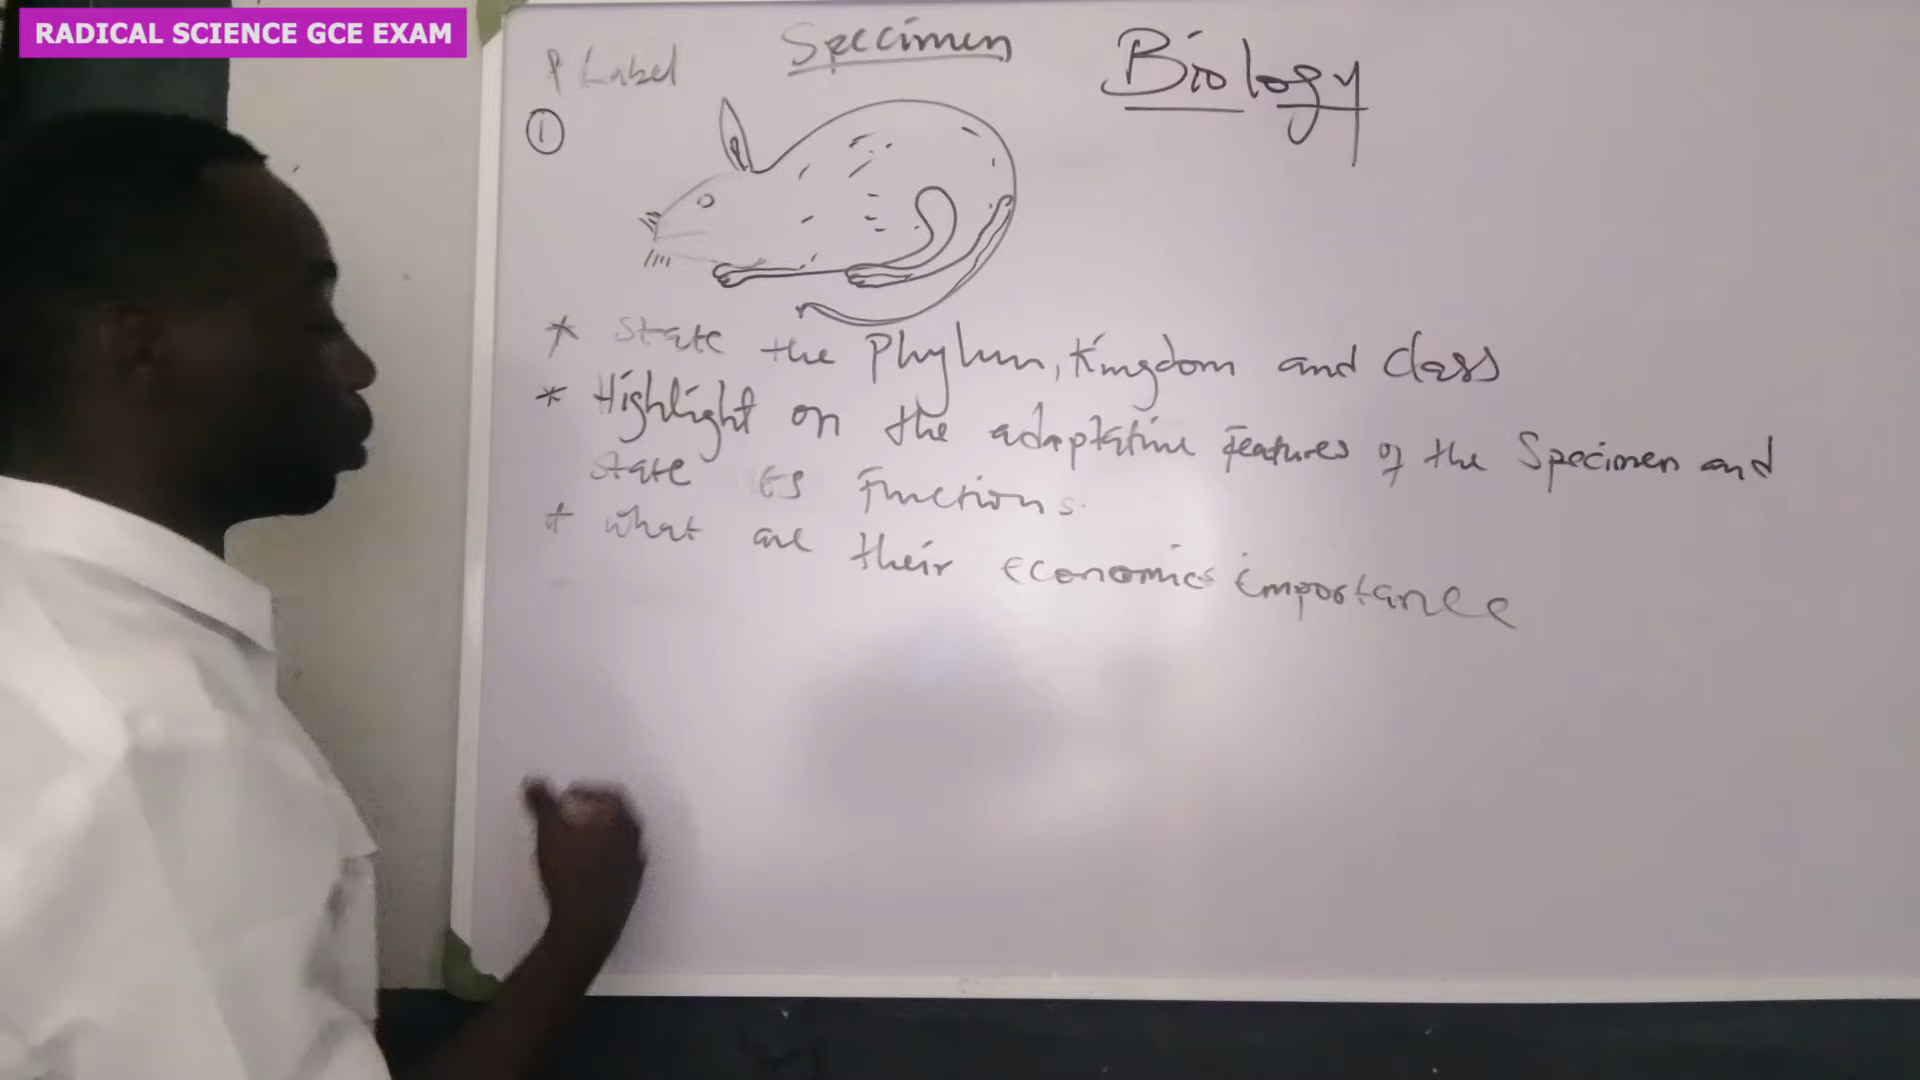 RADICAL SCIENCE GCE EXAM
Label
Specimen
Biology
1
* State the Phylum, Kingdom and Class
* Highlight on the adaptative Features of the Specimen and
state its Functions.
* What are their economics importance